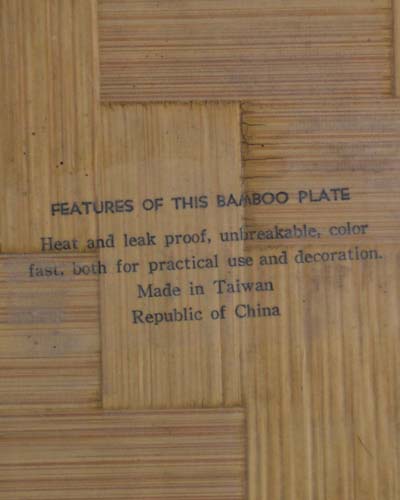 FEATURES OF THIS BAMBOO PLATE
Heat and leak proof, unbreakable, color
fast, both for practical use and decoration.
Made in Taiwan
Republic of China